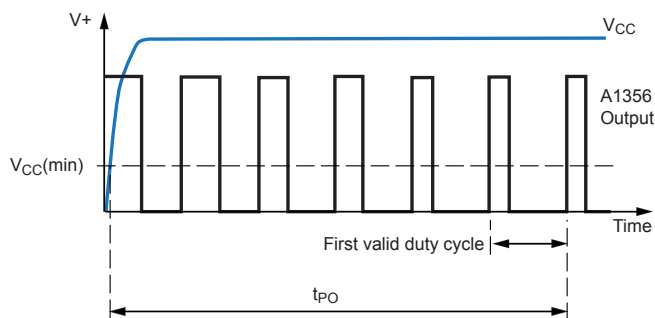 V+
VCC
A1356
Output
VCC(min)
Time
First valid duty cycle
tPO